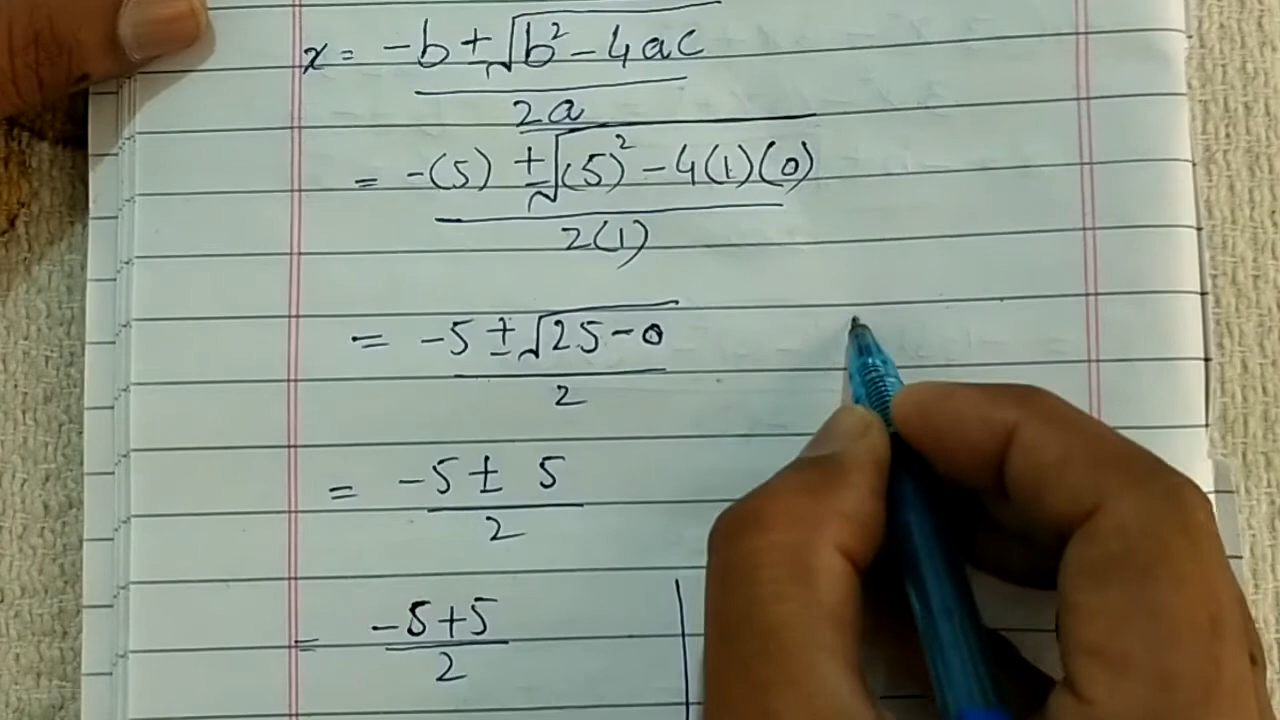 x = -b ± √b² - 4ac
2a
= -(5) ± √(5)² - 4(1)(0)
2(1)
= -5 ± √25 - 0
2
= -5 ± 5
2
= -5+5
2